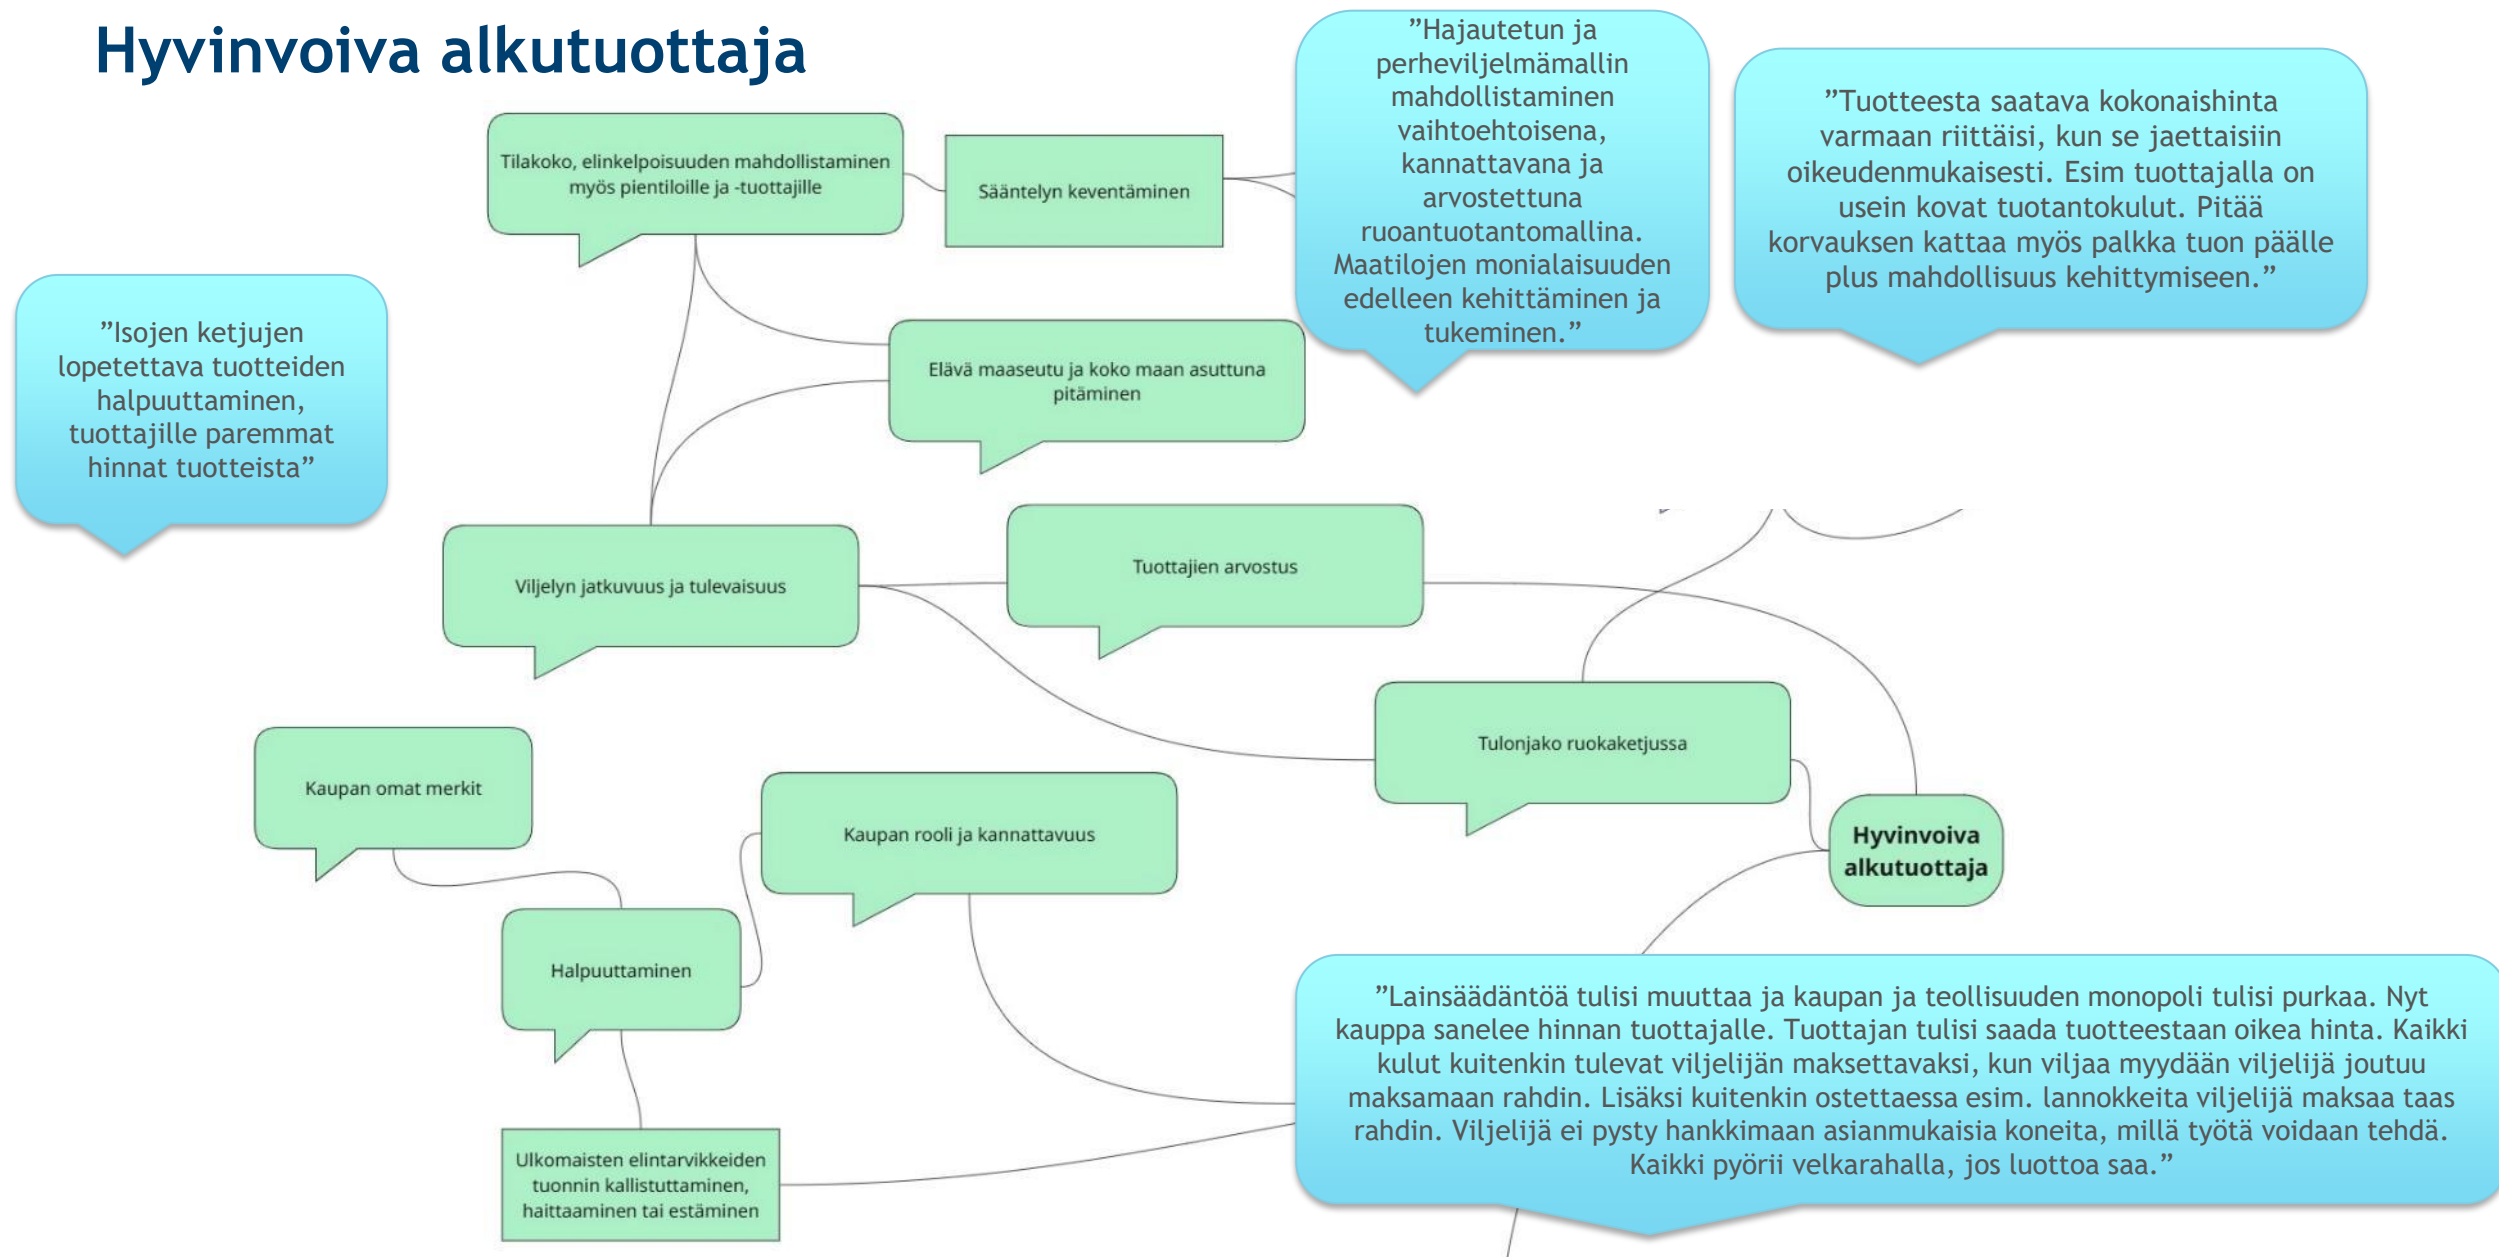 Hyvinvoiva alkutuottaja
”Hajautetun ja
perheviljelmämallin
mahdollistaminen
vaihtoehtoisena,
kannattavana ja
arvostettuna
ruoantuotantomallina.
Maatilojen monialaisuuden
edelleen kehittäminen ja
tukeminen.”
”Tuotteesta saatava kokonaishinta
varmaan riittäisi, kun se jaettaisiin
oikeudenmukaisesti. Esim tuottajalla on
usein kovat tuotantokulut. Pitää
korvauksen kattaa myös palkka tuon päälle
plus mahdollisuus kehittymiseen.”
Tilakoko, elinkelpoisuuden mahdollistaminen
myös pientiloille ja -tuottajille
Sääntelyn keventäminen
”Isojen ketjujen
lopetettava tuotteiden
halpuuttaminen,
tuottajille paremmat
hinnat tuotteista”
Elävä maaseutu ja koko maan asuttuna
pitäminen
Viljelyn jatkuvuus ja tulevaisuus
Tuottajien arvostus
Tulonjako ruokaketjussa
Kaupan omat merkit
Kaupan rooli ja kannattavuus
Hyvinvoiva
alkutuottaja
Halpuuttaminen
”Lainsäädäntöä tulisi muuttaa ja kaupan ja teollisuuden monopoli tulisi purkaa. Nyt
kauppa sanelee hinnan tuottajalle. Tuottajan tulisi saada tuotteestaan oikea hinta. Kaikki
kulut kuitenkin tulevat viljelijän maksettavaksi, kun viljaa myydään viljelijä joutuu
maksamaan rahdin. Lisäksi kuitenkin ostettaessa esim. lannokkeita viljelijä maksaa taas
rahdin. Viljelijä ei pysty hankkimaan asianmukaisia koneita, millä työtä voidaan tehdä.
Kaikki pyörii velkarahalla, jos luottoa saa.”
Ulkomaisten elintarvikkeiden
tuonnin kallistuttaminen,
haittaaminen tai estäminen